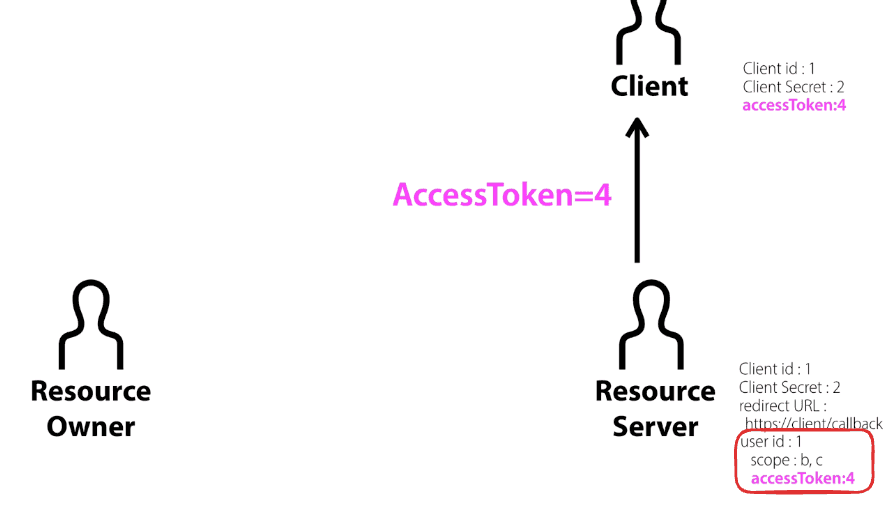 Client
Client id : 1
Client Secret : 2
accessToken:4
AccessToken=4
Resource
Owner
Resource
Server
Client id : 1
Client Secret : 2
redirect URL :
https://client/callback
user id : 1
scope : b, c
accessToken:4